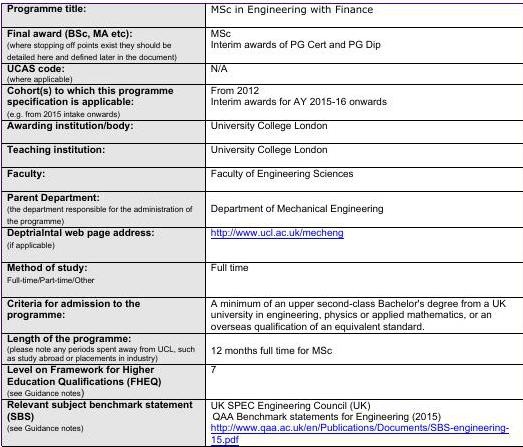 Programme title:
MSc in Engineering with Finance
Final award (BSc, MA etc):
(where stopping off points exist they should be
detailed here and defined later in the document)
MSc
Interim awards of PG Cert and PG Dip
UCAS code:
(where applicable)
N/A
Cohort(s) to which this programme
specification is applicable:
(e.g. from 2015 intake onwards)
From 2012
Interim awards for AY 2015-16 onwards
Awarding institution/body:
University College London
Teaching institution:
University College London
Faculty:
Faculty of Engineering Sciences
Parent Department:
(the department responsible for the administration of
the programme)
Department of Mechanical Engineering
Deptrialntal web page address:
(if applicable)
http://www.ucl.ac.uk/mecheng
Method of study:
Full-time/Part-time/Other
Full time
Criteria for admission to the
programme:
A minimum of an upper second-class Bachelor's degree from a UK
university in engineering, physics or applied mathematics, or an
overseas qualification of an equivalent standard.
Length of the programme:
(please note any periods spent away from UCL, such
as study abroad or placements in industry)
12 months full time for MSc
Level on Framework for Higher
Education Qualifications (FHEQ)
(see Guidance notes)
7
Relevant subject benchmark statement
(SBS)
(see Guidance notes)
UK SPEC Engineering Council (UK)
QAA Benchmark statements for Engineering (2015)
http://www.qaa.ac.uk/en/Publications/Documents/SBS-engineering-
15.pdf